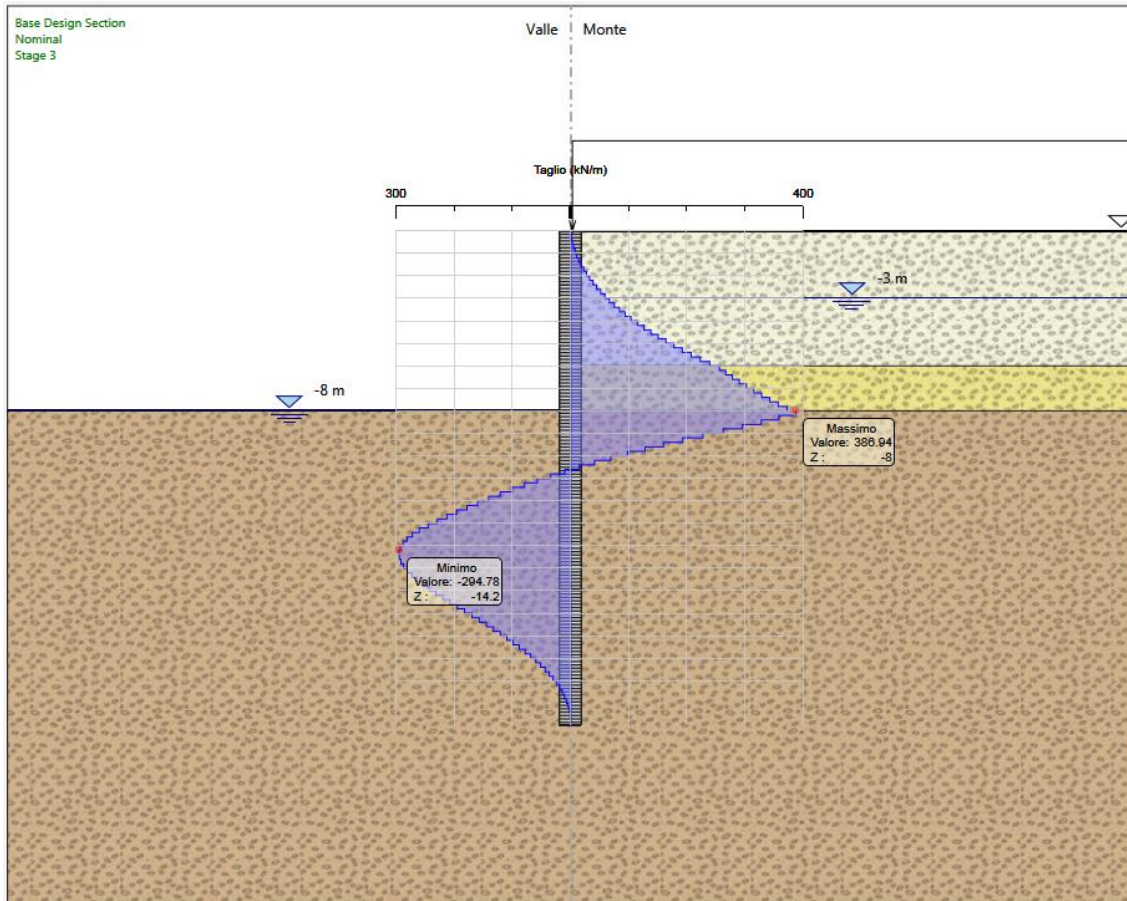 Base Design Section
Nominal
Stage 3
Valle Monte
Taglio (kN/m)
300 400
-3 m
-8 m
Massimo
Valore: 386.94
Z : -8
Minimo
Valore: -294.78
Z : -14.2